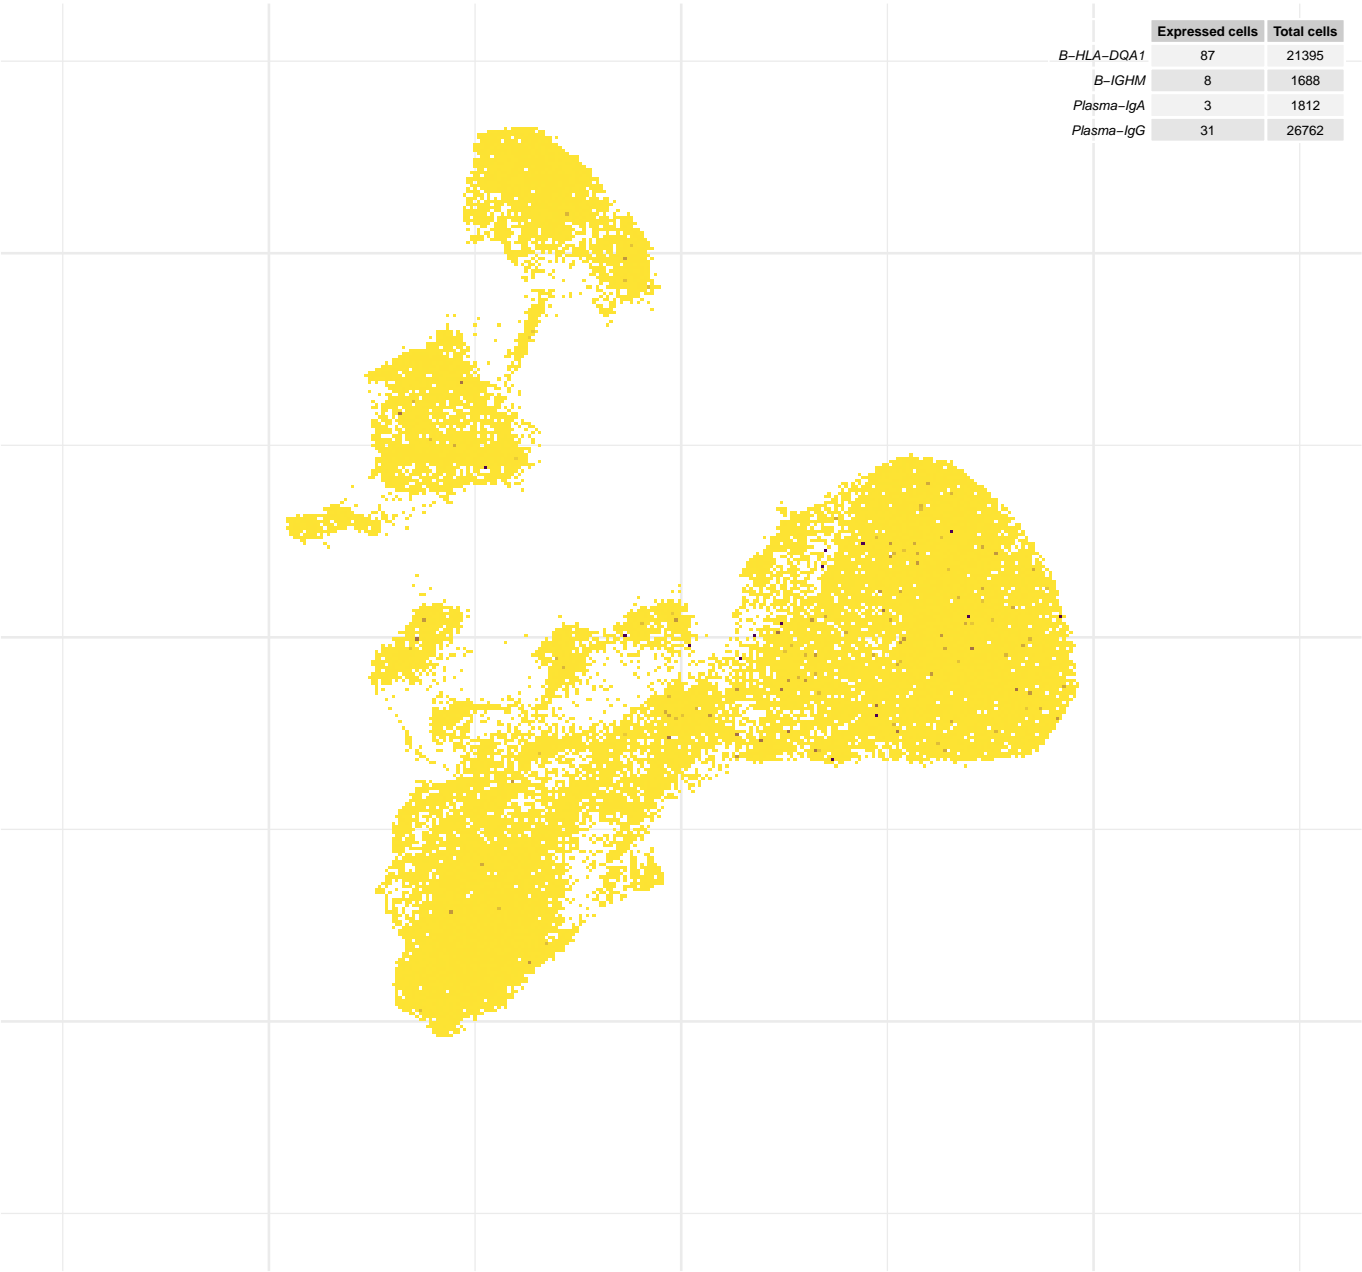 Expressed cells Total cells
B−HLA−DQA1 87 21395
B−IGHM 8 1688
Plasma−IgA 3 1812
Plasma−IgG 31 26762